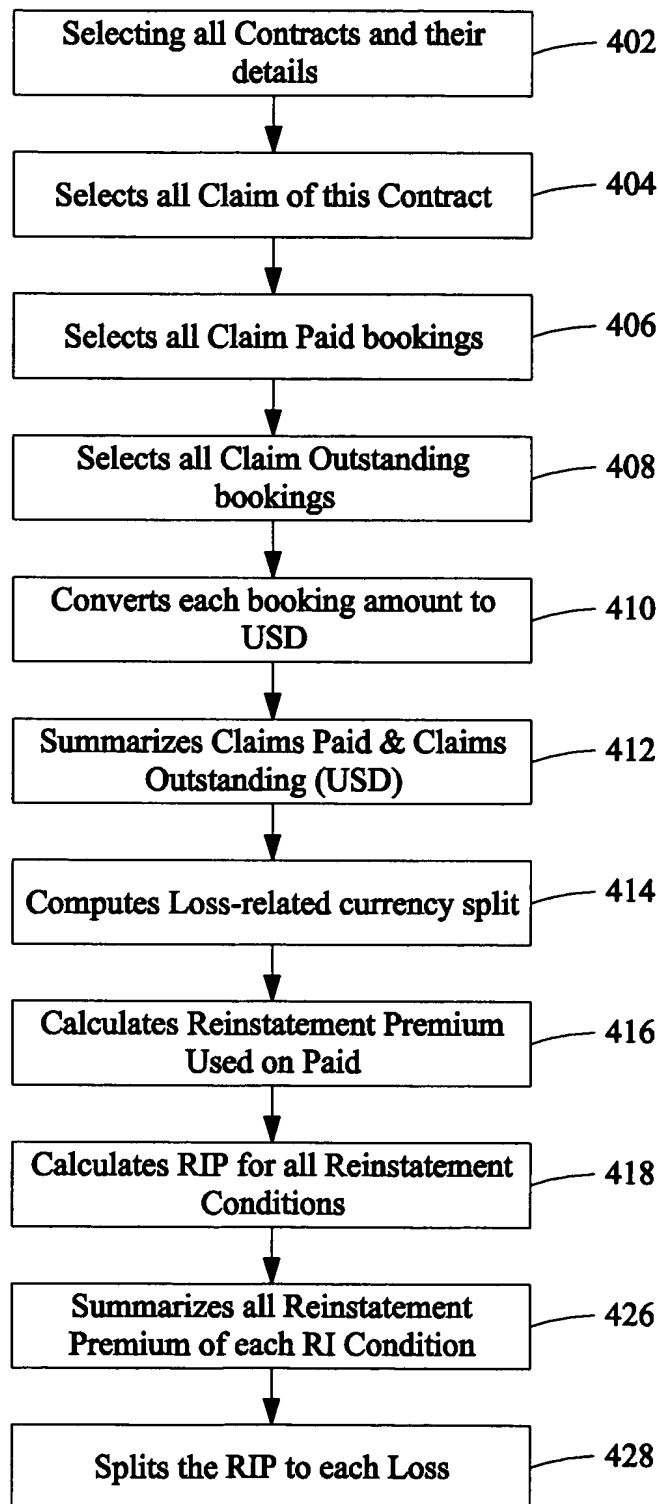 Selecting all Contracts and their
details
402
Selects all Claim of this Contract
404
Selects all Claim Paid bookings
406
Selects all Claim Outstanding
bookings
408
Converts each booking amount to
USD
410
Summarizes Claims Paid & Claims
Outstanding (USD)
412
Computes Loss-related currency split
414
Calculates Reinstatement Premium
Used on Paid
416
Calculates RIP for all Reinstatement
Conditions
418
Summarizes all Reinstatement
Premium of each RI Condition
426
Splits the RIP to each Loss
428